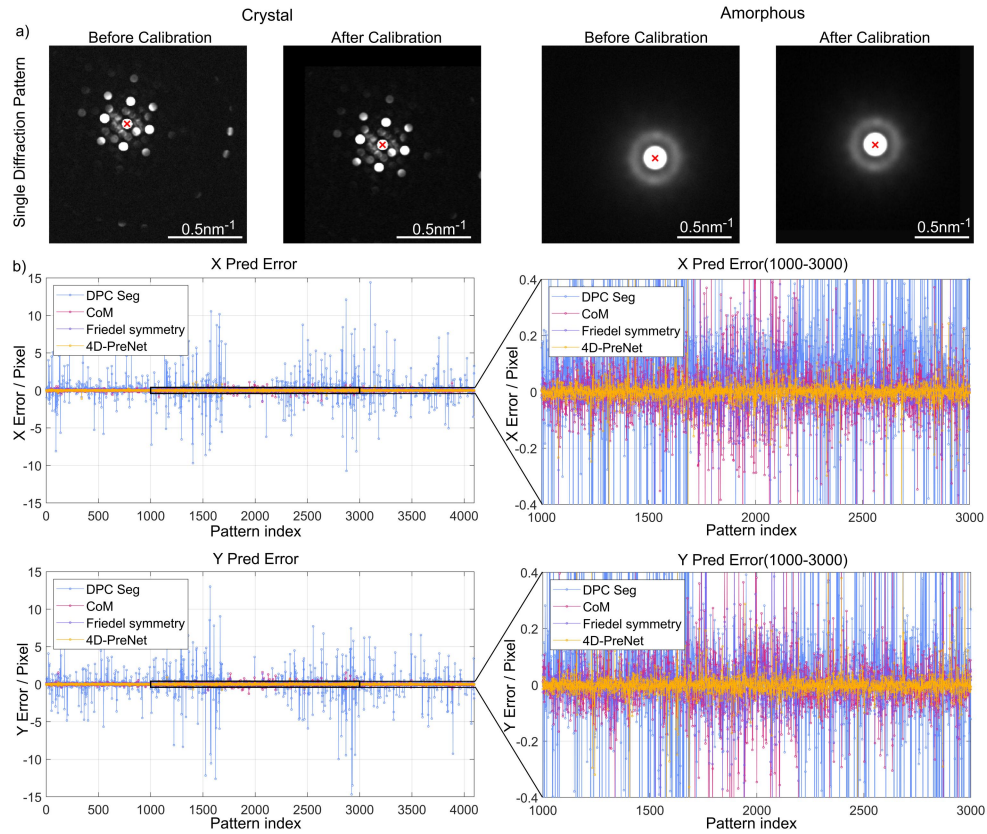 Crystal
Amorphous
a)
Before Calibration
After Calibration
Before Calibration
After Calibration
Single Diffraction Pattern
0.5nm⁻¹
0.5nm⁻¹
0.5nm⁻¹
0.5nm⁻¹
b)
X Pred Error
X Pred Error(1000-3000)
15
10
5
0
-5
-10
-15
X Error / Pixel
DPC Seg
CoM
Friedel symmetry
4D-PreNet
0 500 1000 1500 2000 2500 3000 3500 4000
Pattern index
0.4
0.2
0
-0.2
-0.4
X Error / Pixel
DPC Seg
CoM
Friedel symmetry
4D-PreNet
1000 1500 2000 2500 3000
Pattern index
Y Pred Error
Y Pred Error(1000-3000)
15
10
5
0
-5
-10
-15
Y Error / Pixel
DPC Seg
CoM
Friedel symmetry
4D-PreNet
0 500 1000 1500 2000 2500 3000 3500 4000
Pattern index
0.4
0.2
0
-0.2
-0.4
Y Error / Pixel
DPC Seg
CoM
Friedel symmetry
4D-PreNet
1000 1500 2000 2500 3000
Pattern index